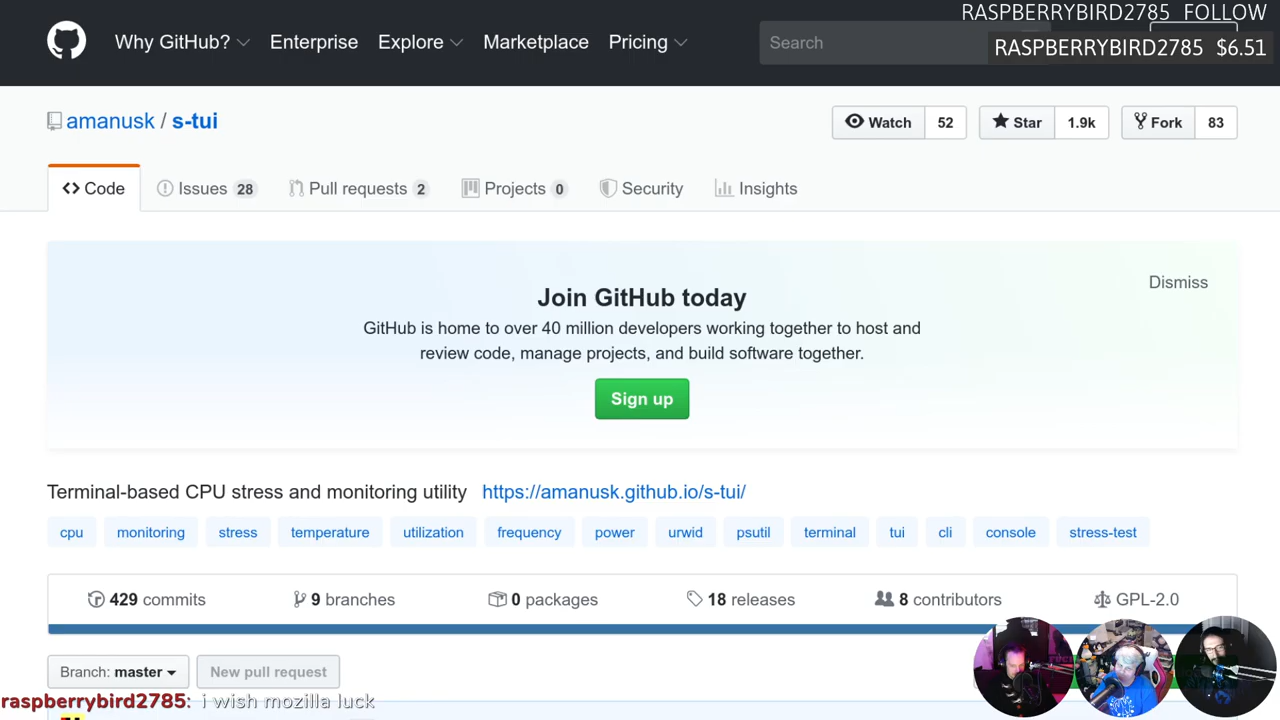 RASPBERRYBIRD2785 FOLLOW
Why GitHub? Enterprise Explore Marketplace Pricing Search RASPBERRYBIRD2785 $6.51
amanusk / s-tui Watch 52 Star 1.9k Fork 83
Code Issues 28 Pull requests 2 Projects 0 Security Insights
Dismiss
Join GitHub today
GitHub is home to over 40 million developers working together to host and
review code, manage projects, and build software together.
Sign up
Terminal-based CPU stress and monitoring utility https://amanusk.github.io/s-tui/
cpu monitoring stress temperature utilization frequency power urwid psutil terminal tui cli console stress-test
429 commits 9 branches 0 packages 18 releases 8 contributors GPL-2.0
Branch: master New pull request
raspberrybird2785: i wish mozilla luck